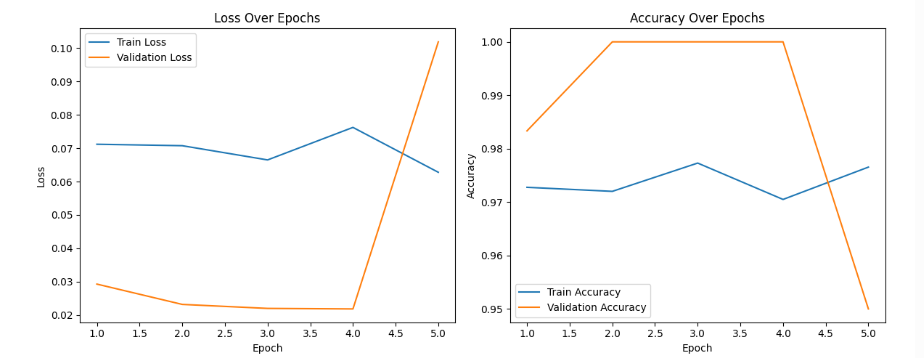 Loss Over Epochs
Train Loss
Validation Loss
0.10
0.09
0.08
0.07
0.06
0.05
0.04
0.03
0.02
Loss
1.0 1.5 2.0 2.5 3.0 3.5 4.0 4.5 5.0
Epoch
Accuracy Over Epochs
1.00
0.99
0.98
0.97
0.96
0.95
Accuracy
Train Accuracy
Validation Accuracy
1.0 1.5 2.0 2.5 3.0 3.5 4.0 4.5 5.0
Epoch